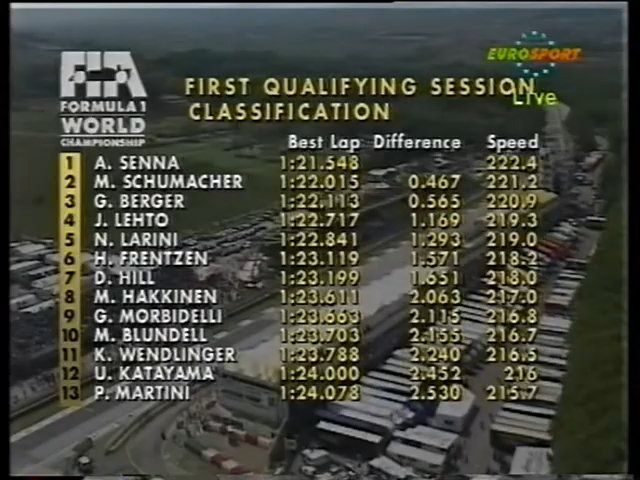 FIA
FORMULA 1
WORLD
CHAMPIONSHIP
EUROSPORT
Live
FIRST QUALIFYING SESSION
CLASSIFICATION
Best Lap Difference Speed
1 A. SENNA 1:21.548 222.4
2 M. SCHUMACHER 1:22.015 0.467 221.2
3 G. BERGER 1:22.113 0.565 220.9
4 J. LEHTO 1:22.717 1.169 219.3
5 N. LARINI 1:22.841 1.293 219.0
6 H. FRENTZEN 1:23.119 1.571 218.2
7 D. HILL 1:23.199 1.651 218.0
8 M. HAKKINEN 1:23.611 2.063 217.0
9 G. MORBIDELLI 1:23.663 2.115 216.8
10 M. BLUNDELL 1:23.703 2.155 216.7
11 K. WENDLINGER 1:23.788 2.240 216.5
12 U. KATAYAMA 1:24.000 2.452 216
13 P. MARTINI 1:24.078 2.530 215.7